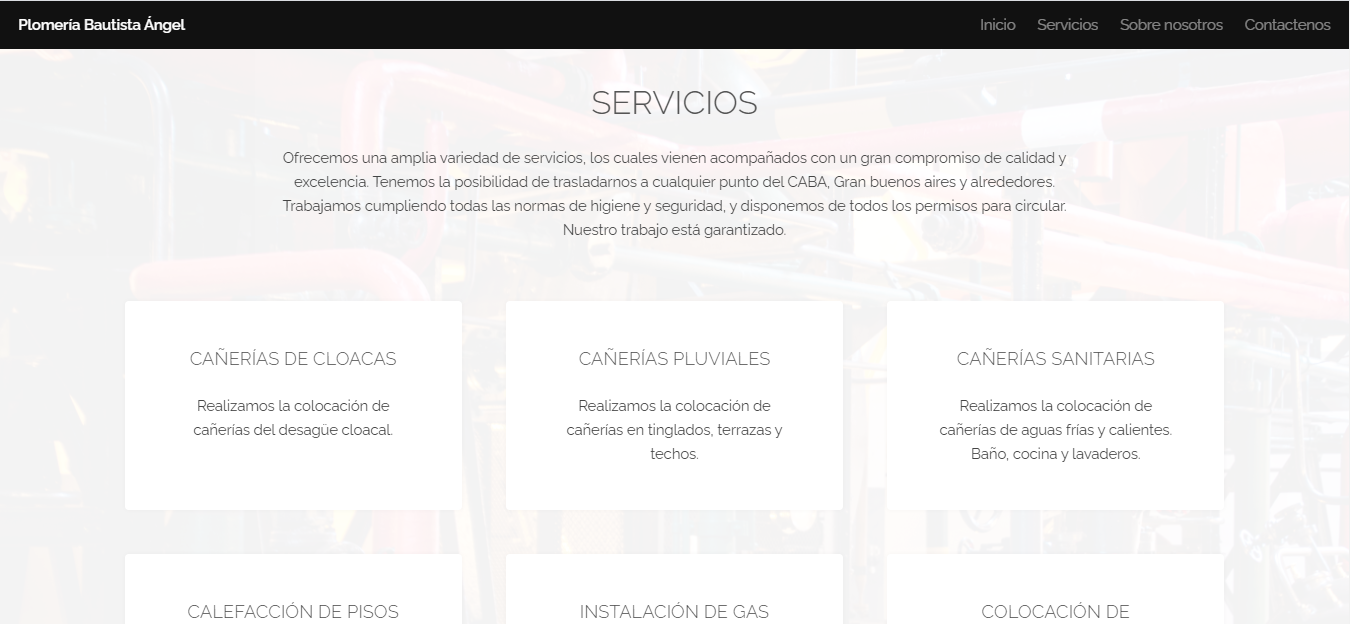 Plomería Bautista Ángel
Inicio Servicios Sobre nosotros Contactenos
SERVICIOS
Ofrecemos una amplia variedad de servicios, los cuales vienen acompañados con un gran compromiso de calidad y
excelencia. Tenemos la posibilidad de trasladarnos a cualquier punto del CABA, Gran buenos aires y alrededores.
Trabajamos cumpliendo todas las normas de higiene y seguridad, y disponemos de todos los permisos para circular.
Nuestro trabajo está garantizado.
CAÑERÍAS DE CLOACAS
Realizamos la colocación de
cañerías del desagüe cloacal.
CAÑERÍAS PLUVIALES
Realizamos la colocación de
cañerías en tinglados, terrazas y
techos.
CAÑERÍAS SANITARIAS
Realizamos la colocación de
cañerías de aguas frías y calientes.
Baño, cocina y lavaderos.
CALEFACCIÓN DE PISOS
INSTALACIÓN DE GAS
COLOCACIÓN DE